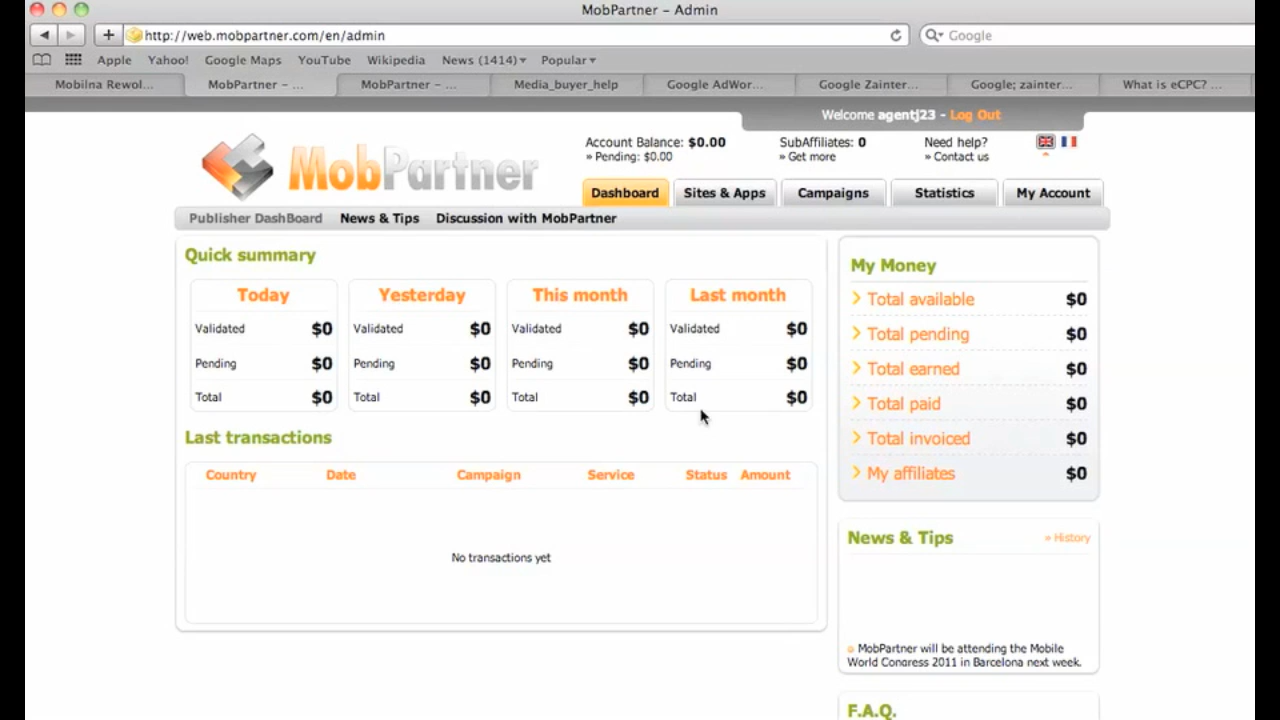 MobPartner – Admin
http://web.mobpartner.com/en/admin
Google
Apple Yahoo! Google Maps YouTube Wikipedia News (1414) Popular
Mobilna Rewol... MobPartner – ... MobPartner – ... Media_buyer_help Google AdWor... Google Zainter... Google; zainter... What is eCPC? ...
Welcome agentj23 - Log Out
MobPartner
Account Balance: $0.00
» Pending: $0.00
SubAffiliates: 0
» Get more
Need help?
» Contact us
Dashboard Sites & Apps Campaigns Statistics My Account
Publisher DashBoard News & Tips Discussion with MobPartner
Quick summary
Today
Validated $0
Pending $0
Total $0
Yesterday
Validated $0
Pending $0
Total $0
This month
Validated $0
Pending $0
Total $0
Last month
Validated $0
Pending $0
Total $0
Last transactions
Country Date Campaign Service Status Amount
No transactions yet
My Money
Total available $0
Total pending $0
Total earned $0
Total paid $0
Total invoiced $0
My affiliates $0
News & Tips » History
MobPartner will be attending the Mobile
World Congress 2011 in Barcelona next week.
F.A.Q.